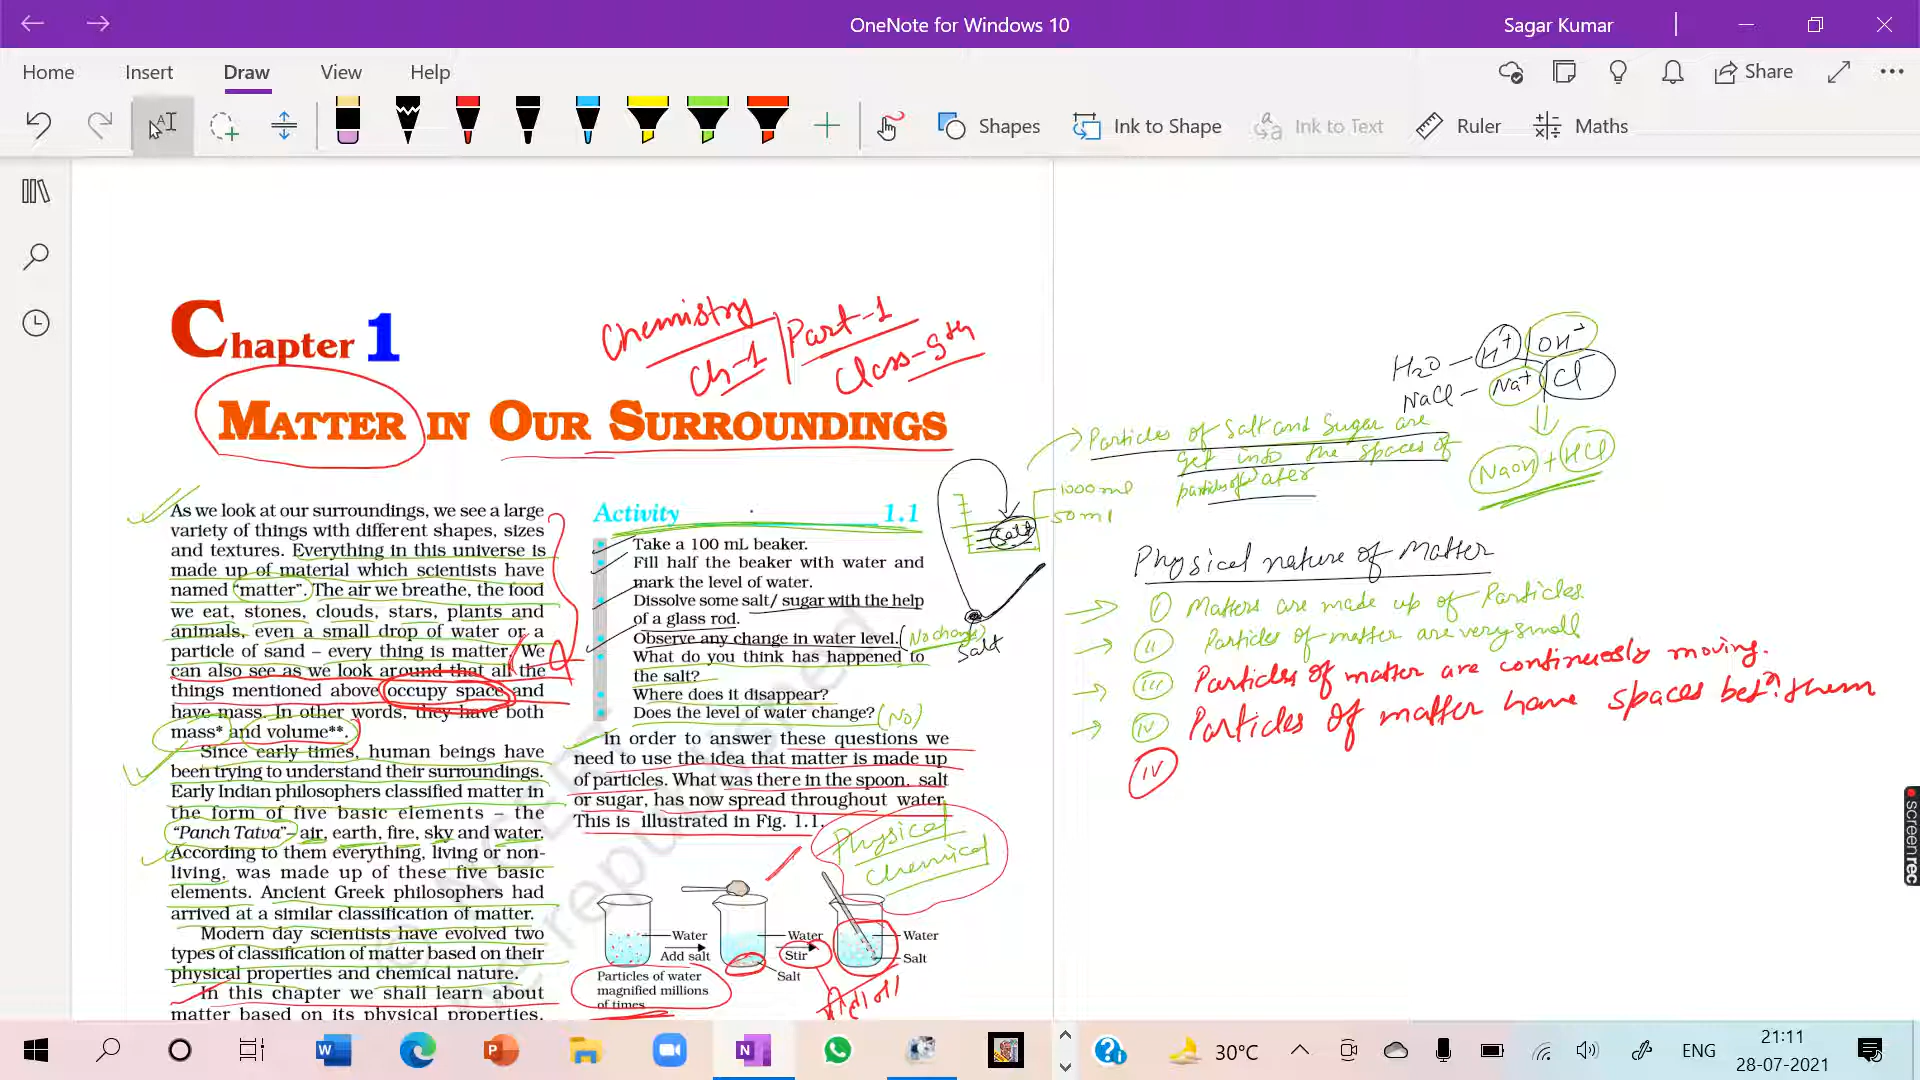 OneNote for Windows 10
Sagar Kumar
Home
Insert
Draw
View
Help
Share
Shapes
Ink to Shape
Ink to Text
Ruler
Maths
Chapter 1
Chemistry
Ch-1
Part-1
Class-9th
MATTER IN OUR SURROUNDINGS
As we look at our surroundings, we see a large
variety of things with different shapes, sizes
and textures. Everything in this universe is
made up of material which scientists have
named “matter”. The air we breathe, the food
we eat, stones, clouds, stars, plants and
animals, even a small drop of water or a
particle of sand – every thing is matter. We
can also see as we look around that all the
things mentioned above occupy space and
have mass. In other words, they have both
mass* and volume**.
Since early times, human beings have
been trying to understand their surroundings.
Early Indian philosophers classified matter in
the form of five basic elements – the
“Panch Tatva”– air, earth, fire, sky and water.
According to them everything, living or non-
living, was made up of these five basic
elements. Ancient Greek philosophers had
arrived at a similar classification of matter.
Modern day scientists have evolved two
types of classification of matter based on their
physical properties and chemical nature.
In this chapter we shall learn about
matter based on its physical properties.
Activity 1.1
Take a 100 mL beaker.
Fill half the beaker with water and
mark the level of water.
Dissolve some salt/ sugar with the help
of a glass rod.
Observe any change in water level. (No change)
What do you think has happened to
the salt?
Where does it disappear?
Does the level of water change? (No)
In order to answer these questions we
need to use the idea that matter is made up
of particles. What was there in the spoon, salt
or sugar, has now spread throughout water.
This is illustrated in Fig. 1.1.
Physical
chemical
Water
Add salt
Water
Stir
Salt
Water
Salt
Particles of water
magnified millions
of times
1000 ml
50 ml
Salt
Salt
H2O – H+ OH-
NaCl – Na+ Cl-
NaOH + HCl
Particles of Salt and Sugar are
get into the spaces of
particles of water
Physical nature of Matter
(i) Matters are made up of Particles
(ii) Particles of matter are very small
(iii) Particles of matter are continuously moving.
(iv) Particles of matter have spaces betn. them
(iv)
screenrec
30°C
ENG
21:11
28-07-2021